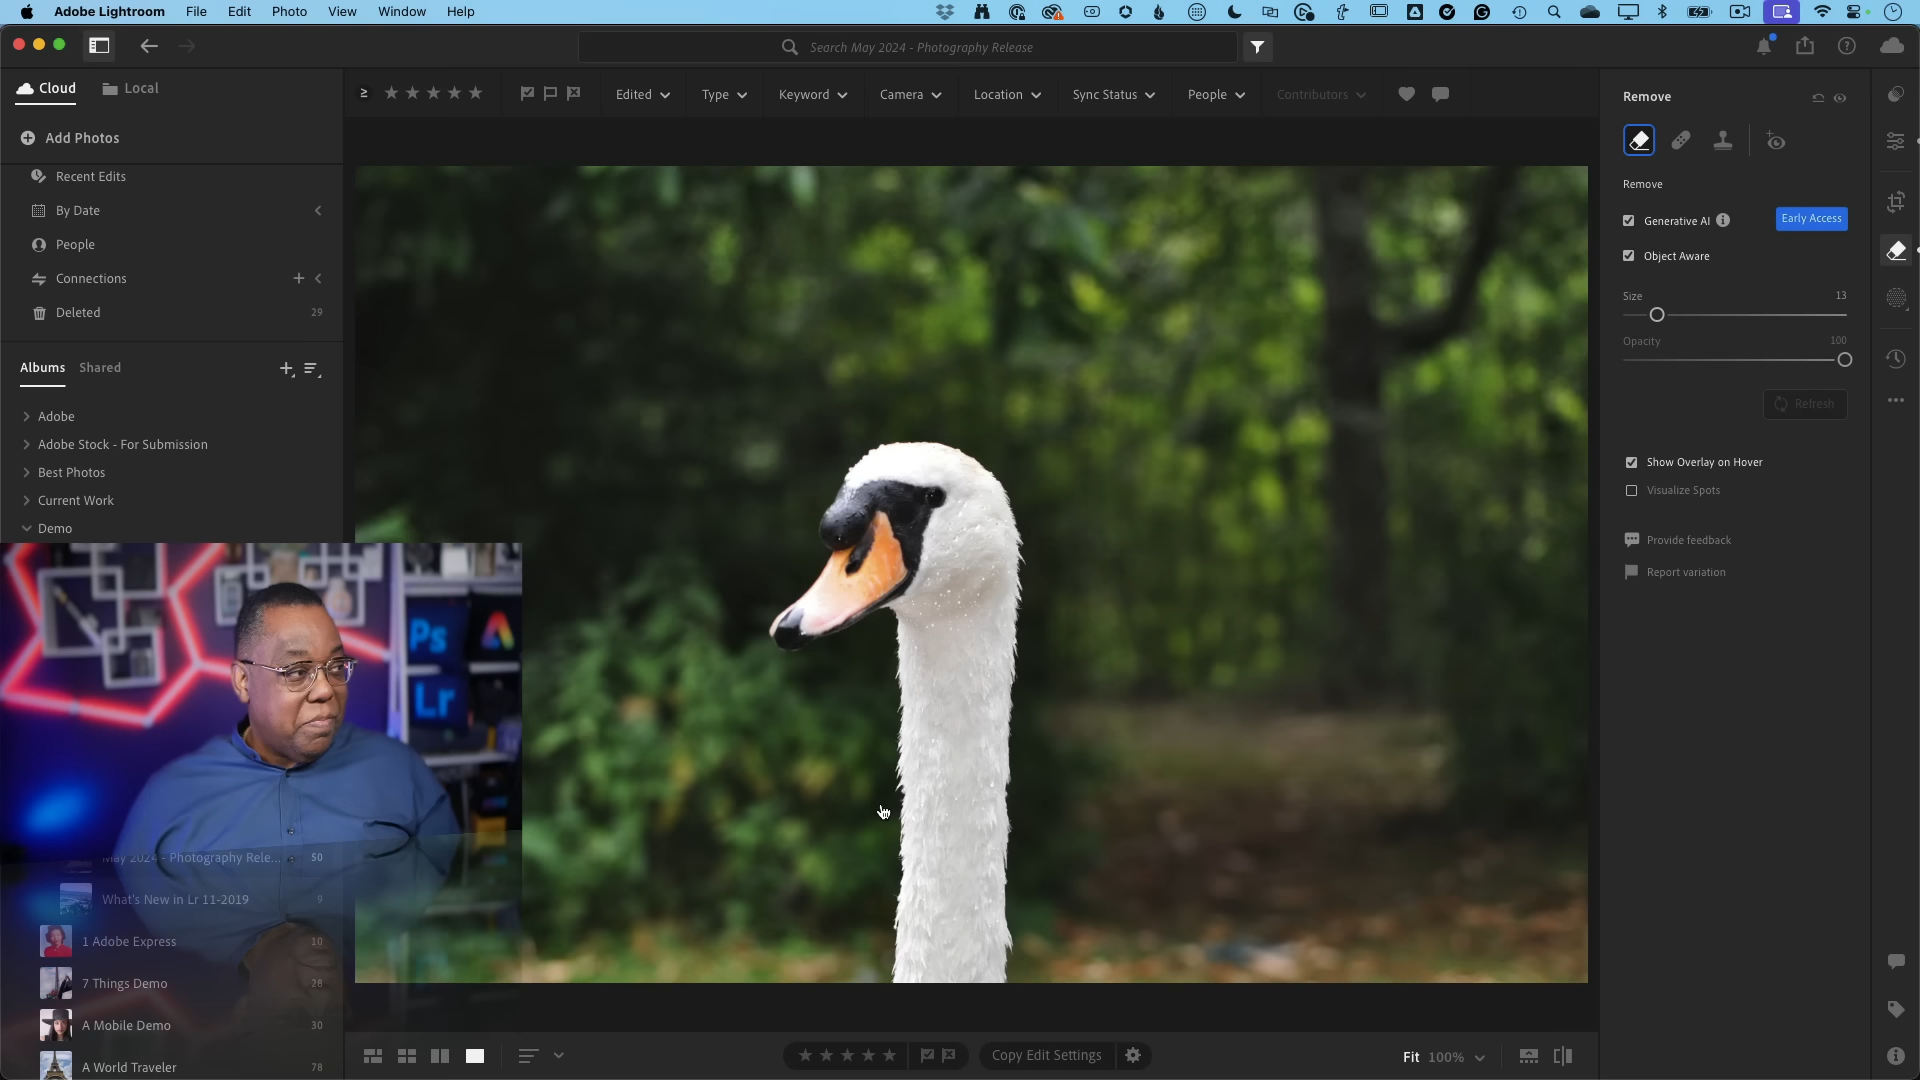 Adobe Lightroom File Edit Photo View Window Help
Search May 2024 - Photography Release
Cloud Local
≥ Edited Type Keyword Camera Location Sync Status People Contributors
Add Photos
Recent Edits
By Date
People
Connections
Deleted 29
Albums Shared
Adobe
Adobe Stock - For Submission
Best Photos
Current Work
Demo
Ps
Lr
May 2024 - Photography Rele... 50
What's New in Lr 11-2019 9
1 Adobe Express 10
7 Things Demo 28
A Mobile Demo 30
A World Traveler 78
Copy Edit Settings
Fit 100%
Remove
Remove
Generative AI Early Access
Object Aware
Size 13
Opacity 100
Refresh
Show Overlay on Hover
Visualize Spots
Provide feedback
Report variation